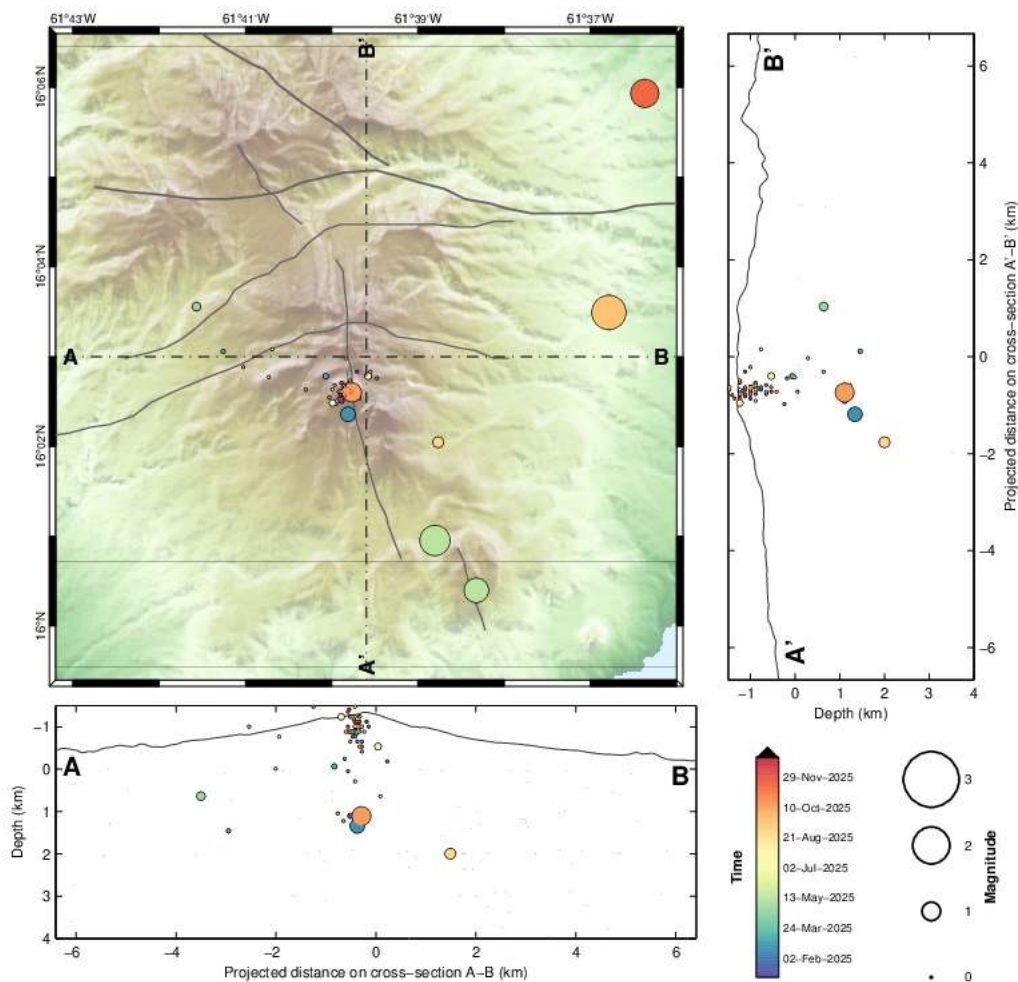 61°43'W 61°41'W 61°39'W 61°37'W
16°06'N
16°04'N
16°02'N
16°N
B'
A B
A'
B'
A'
6
4
2
0
−2
−4
−6
Projected distance on cross−section A'−B' (km)
−1 0 1 2 3 4
Depth (km)
−1
0
1
2
3
4
Depth (km)
A B
−6 −4 −2 0 2 4 6
Projected distance on cross−section A−B (km)
Time
29−Nov−2025
10−Oct−2025
21−Aug−2025
02−Jul−2025
13−May−2025
24−Mar−2025
02−Feb−2025
3
2
1
0
Magnitude